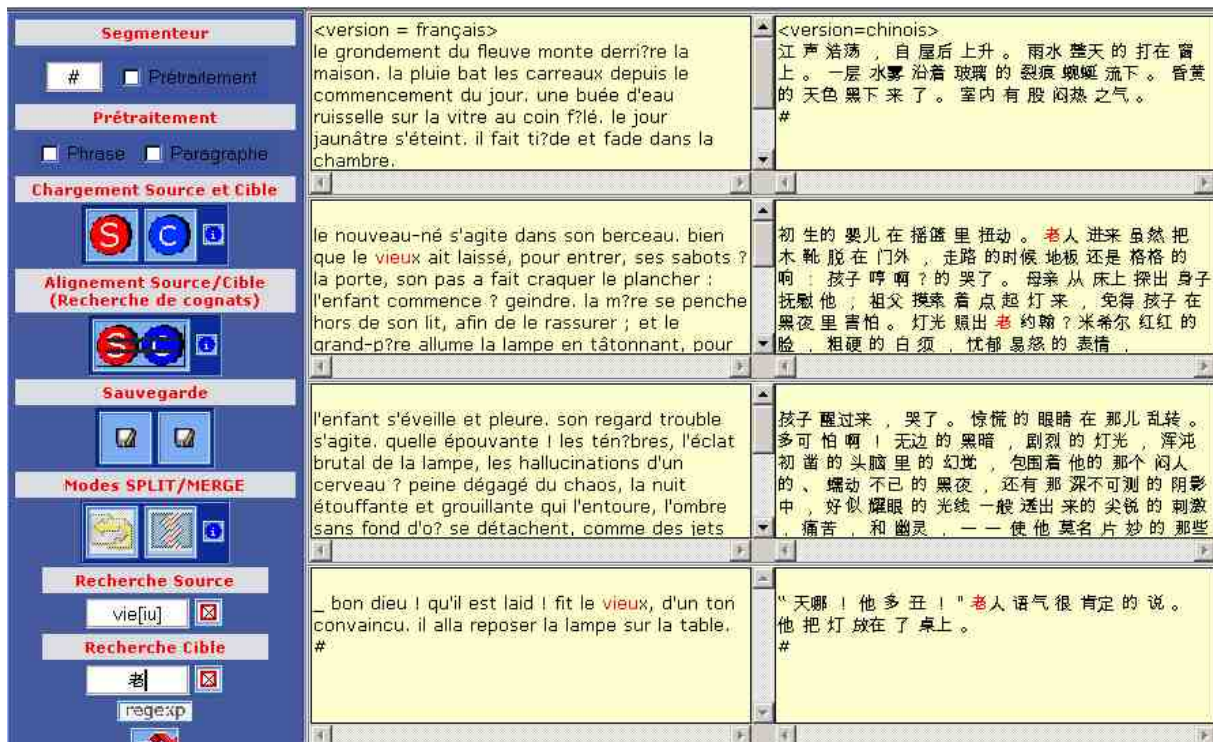 Segmenteur
#
Prétraitement
Prétraitement
Phrase
Paragraphe
Chargement Source et Cible
S C
Alignement Source/Cible
(Recherche de cognats)
S C
Sauvegarde
Modes SPLIT/MERGE
Recherche Source
vie[iu]
Recherche Cible
老
regexp
<version = français>
le grondement du fleuve monte derri?re la
maison. la pluie bat les carreaux depuis le
commencement du jour. une buée d'eau
ruisselle sur la vitre au coin f?lé. le jour
jaunâtre s'éteint. il fait ti?de et fade dans la
chambre.
<version=chinois>
江 声 浩荡 , 自 屋后 上升 。 雨水 整天 的 打在 窗
上 。 一层 水雾 沿着 玻璃 的 裂痕 蜿蜒 流下 。 昏黄
的 天色 黑下 来 了 。 室内 有 股 闷热 之气 。
#
le nouveau-né s'agite dans son berceau. bien
que le vieux ait laissé, pour entrer, ses sabots ?
la porte, son pas a fait craquer le plancher :
l'enfant commence ? geindre. la m?re se penche
hors de son lit, afin de le rassurer ; et le
grand-p?re allume la lampe en tâtonnant, pour
初 生的 婴儿 在 摇篮 里 扭动 。 老人 进来 虽然 把
木 靴 脱 在 门外 , 走路 的时候 地板 还是 格格 的
响 : 孩子 哼 啊 ? 的 哭了 。 母亲 从 床上 探出 身子
抚慰 他 ; 祖父 摸索 着 点 起 灯 来 , 免得 孩子 在
黑夜 里 害怕 。 灯光 照出 老 约翰 ? 米希尔 红红 的
脸 , 粗硬 的 白 须 , 忧郁 易怒 的 表情 ,
l'enfant s'éveille et pleure. son regard trouble
s'agite. quelle épouvante ! les tén?bres, l'éclat
brutal de la lampe, les hallucinations d'un
cerveau ? peine dégagé du chaos, la nuit
étouffante et grouillante qui l'entoure, l'ombre
sans fond d'o? se détachent, comme des jets
孩子 醒过来 , 哭了 。 惊慌 的 眼睛 在 那儿 乱转 。
多可 怕 啊 ! 无边 的 黑暗 , 剧烈 的 灯光 , 浑沌
初 凿 的 头脑 里 的 幻觉 , 包围着 他的 那个 闷人
的 、 蠕动 不已 的 黑夜 , 还有 那 深不可测 的 阴影
中 , 好似 耀眼 的 光线 一般 透出 来的 尖锐 的 刺激
, 痛苦 , 和 幽灵 , — — 使 他 莫名 片 妙 的 那些
_ bon dieu ! qu'il est laid ! fit le vieux, d'un ton
convaincu. il alla reposer la lampe sur la table.
#
“ 天哪 ! 他 多 丑 ! " 老人 语气 很 肯定 的 说 。
他 把 灯 放在 了 桌上 。
#